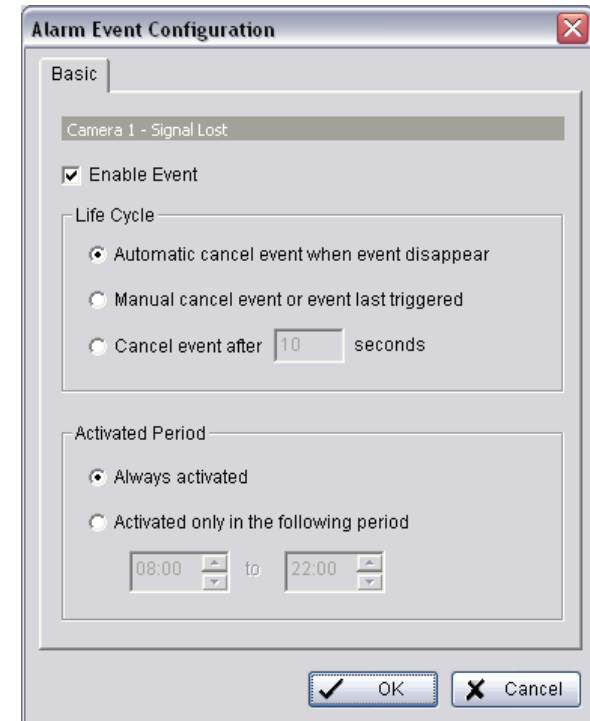 Alarm Event Configuration
Basic
Camera 1 - Signal Lost
Enable Event
Life Cycle
Automatic cancel event when event disappear
Manual cancel event or event last triggered
Cancel event after 10 seconds
Activated Period
Always activated
Activated only in the following period
08:00 to 22:00
OK Cancel